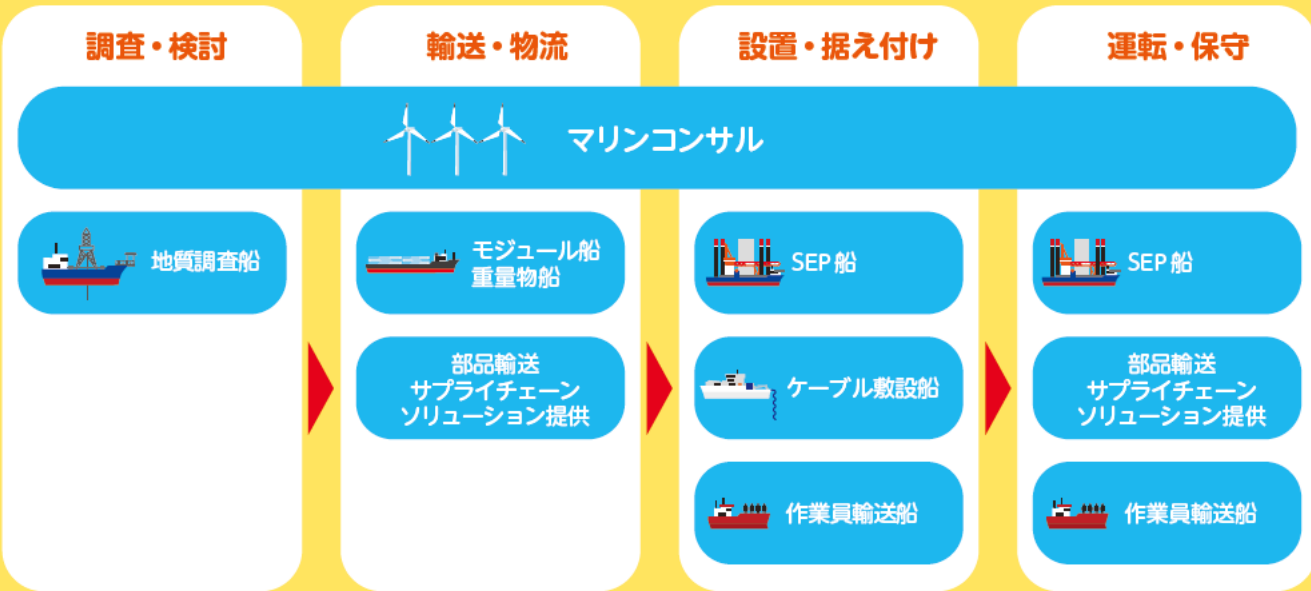 調査・検討
輸送・物流
設置・据え付け
運転・保守
マリンコンサル
地質調査船
モジュール船
重量物船
部品輸送
サプライチェーン
ソリューション提供
SEP船
ケーブル敷設船
作業員輸送船
SEP船
部品輸送
サプライチェーン
ソリューション提供
作業員輸送船